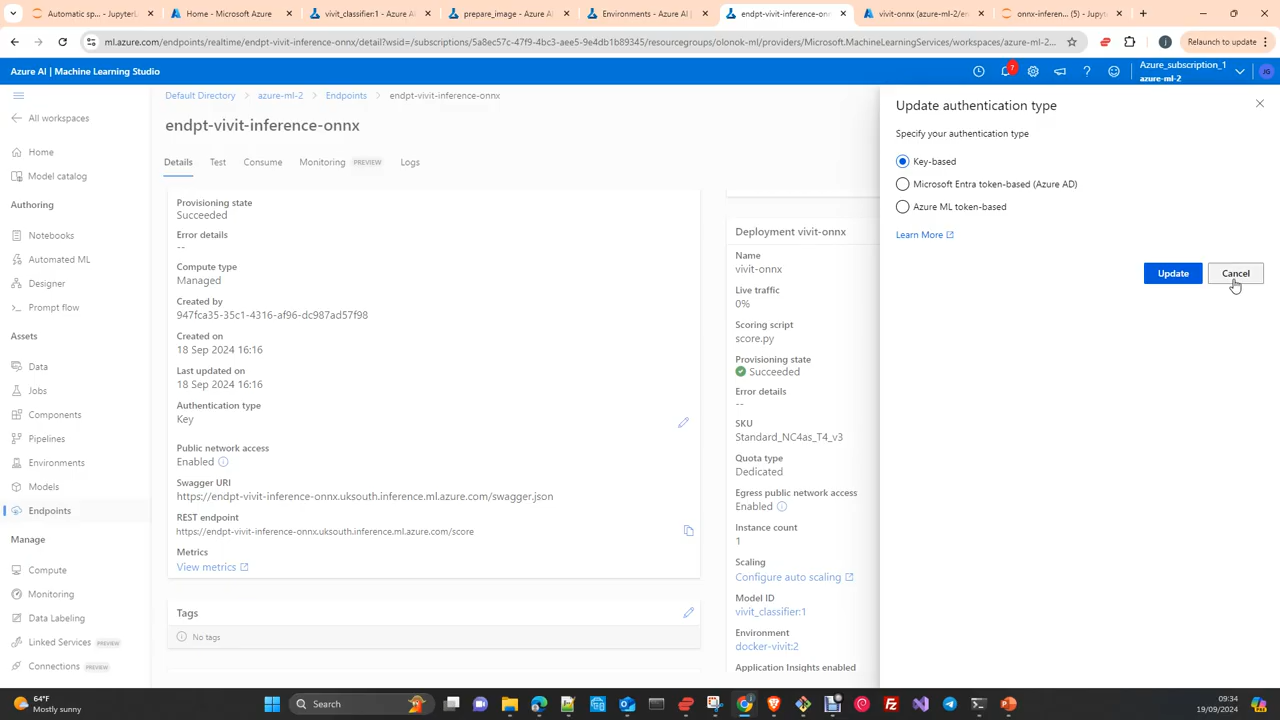 Automatic sp... - JupyterL
Home - Microsoft Azure
vivit_classifier:1 - Azure A
prepare_image - Azure AI
Environments - Azure AI |
endpt-vivit-inference-onn
vivit-onnx (azure-ml-2/en
onnx-inferen... (5) - Jupyt
ml.azure.com/endpoints/realtime/endpt-vivit-inference-onnx/detail?wsid=/subscriptions/5a8ec57c-47f9-4bc3-aee5-9e4db1b89345/resourcegroups/olonok-ml/providers/Microsoft.MachineLearningServices/workspaces/azure-ml-2...
Relaunch to update
Azure AI | Machine Learning Studio
7
Azure_subscription_1
azure-ml-2
JG
All workspaces
Home
Model catalog
Authoring
Notebooks
Automated ML
Designer
Prompt flow
Assets
Data
Jobs
Components
Pipelines
Environments
Models
Endpoints
Manage
Compute
Monitoring
Data Labeling
Linked Services PREVIEW
Connections PREVIEW
Default Directory > azure-ml-2 > Endpoints > endpt-vivit-inference-onnx
endpt-vivit-inference-onnx
Details Test Consume Monitoring PREVIEW Logs
Provisioning state
Succeeded
Error details
--
Compute type
Managed
Created by
947fca35-35c1-4316-af96-dc987ad57f98
Created on
18 Sep 2024 16:16
Last updated on
18 Sep 2024 16:16
Authentication type
Key
Public network access
Enabled
Swagger URI
https://endpt-vivit-inference-onnx.uksouth.inference.ml.azure.com/swagger.json
REST endpoint
https://endpt-vivit-inference-onnx.uksouth.inference.ml.azure.com/score
Metrics
View metrics
Tags
No tags
Deployment vivit-onnx
Name
vivit-onnx
Live traffic
0%
Scoring script
score.py
Provisioning state
Succeeded
Error details
--
SKU
Standard_NC4as_T4_v3
Quota type
Dedicated
Egress public network access
Enabled
Instance count
1
Scaling
Configure auto scaling
Model ID
vivit_classifier:1
Environment
docker-vivit:2
Application Insights enabled
Update authentication type
Specify your authentication type
Key-based
Microsoft Entra token-based (Azure AD)
Azure ML token-based
Learn More
Update
Cancel
64°F
Mostly sunny
Search
09:34
19/09/2024